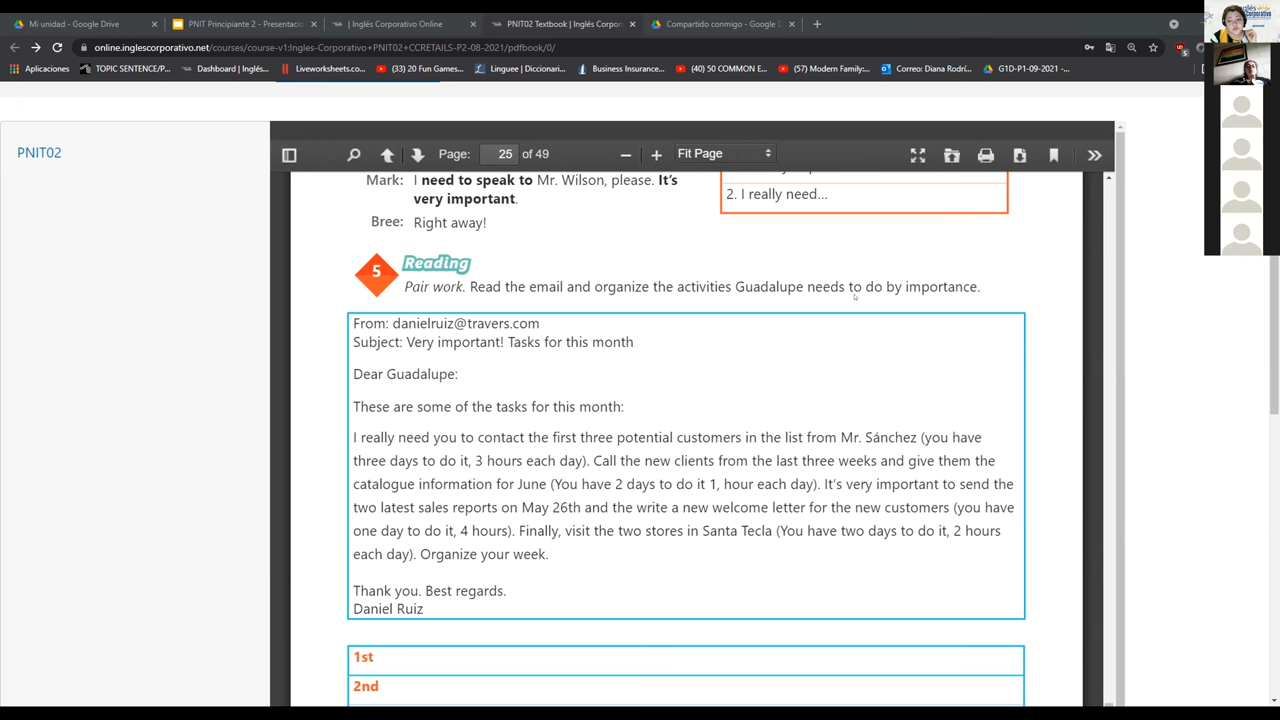 Mi unidad - Google Drive
PNIT Principiante 2 - Presentacio
| Inglés Corporativo Online
PNIT02 Textbook | Inglés Corpor
Compartido conmigo - Google D
online.inglescorporativo.net/courses/course-v1:Ingles-Corporativo+PNIT02+CCRETAILS-P2-08-2021/pdfbook/0/
Aplicaciones
TOPIC SENTENCE/P...
Dashboard | Inglés...
Liveworksheets.co...
(33) 20 Fun Games...
Linguee | Diccionari...
Business Insurance...
(40) 50 COMMON E...
(57) Modern Family:...
Correo: Diana Rodrí...
G1D-P1-09-2021 -...
PNIT02
Page: 25 of 49
Fit Page
Mark: I need to speak to Mr. Wilson, please. It's
very important.
Bree: Right away!
2. I really need...
5 Reading
Pair work. Read the email and organize the activities Guadalupe needs to do by importance.
From: danielruiz@travers.com
Subject: Very important! Tasks for this month
Dear Guadalupe:
These are some of the tasks for this month:
I really need you to contact the first three potential customers in the list from Mr. Sánchez (you have
three days to do it, 3 hours each day). Call the new clients from the last three weeks and give them the
catalogue information for June (You have 2 days to do it 1, hour each day). It's very important to send the
two latest sales reports on May 26th and the write a new welcome letter for the new customers (you have
one day to do it, 4 hours). Finally, visit the two stores in Santa Tecla (You have two days to do it, 2 hours
each day). Organize your week.
Thank you. Best regards.
Daniel Ruiz
1st
2nd